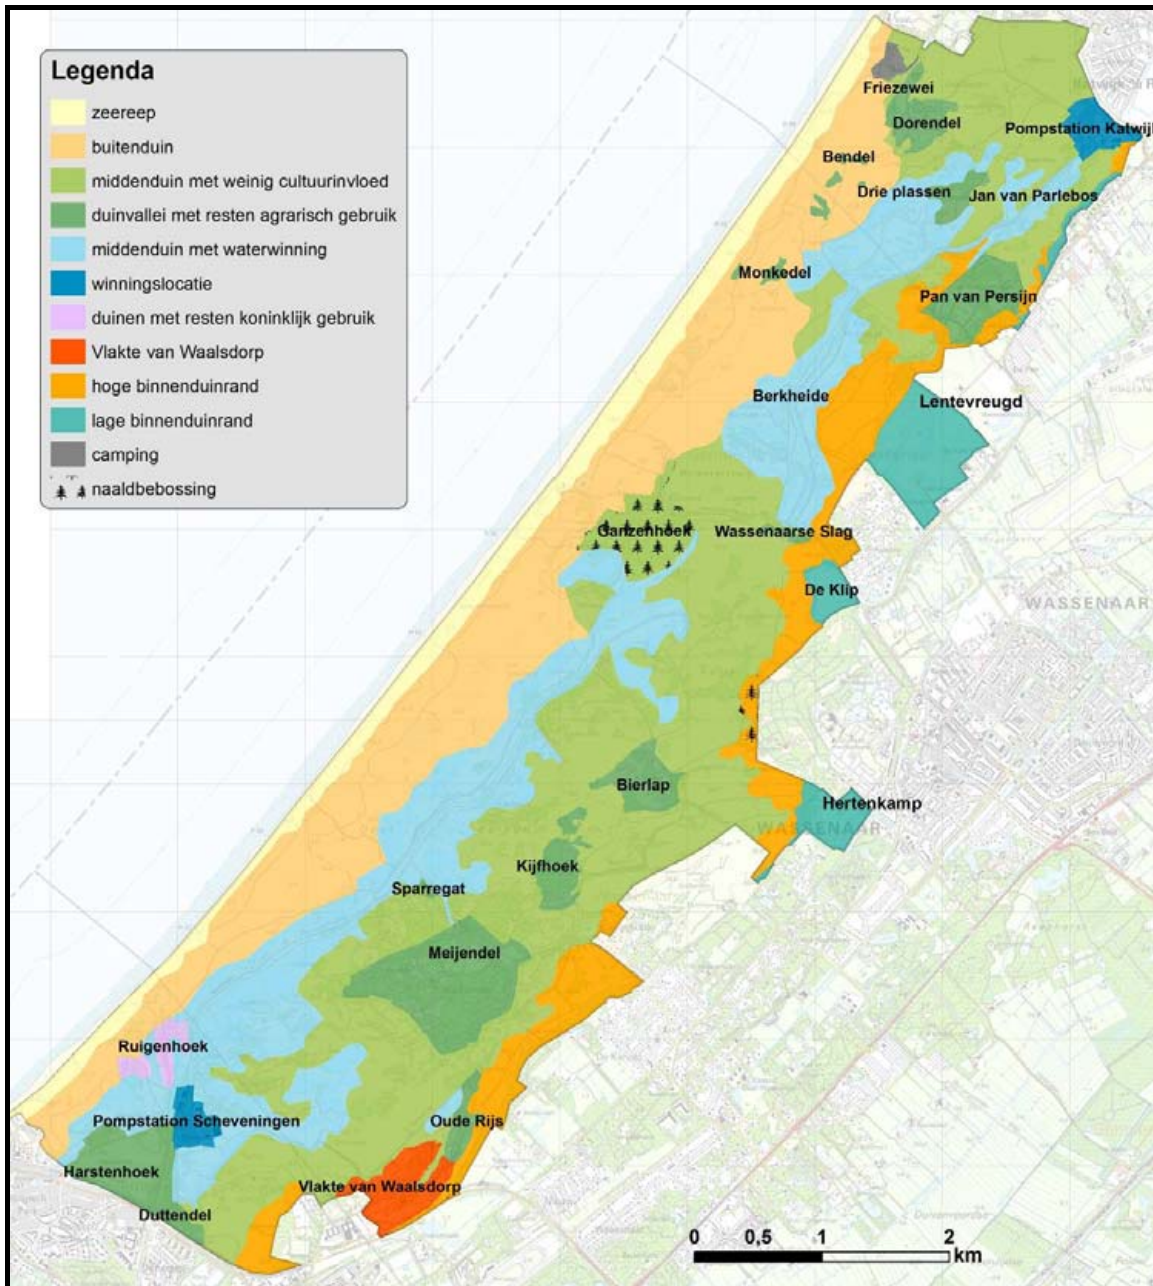 Legenda
zeereep
buitenduin
middenduin met weinig cultuurinvloed
duinvallei met resten agrarisch gebruik
middenduin met waterwinning
winningslocatie
duinen met resten koninklijk gebruik
Vlakte van Waalsdorp
hoge binnenduinrand
lage binnenduinrand
camping
naaldbebossing
Friezewei
Dorendel
Pompstation Katwijk
Bendel
Drie plassen
Jan van Parlebos
Monkedel
Pan van Persijn
Berkheide
Lentevreugd
Ganzenhoek
Wassenaarse Slag
De Klip
WASSENAAR
Bierlap
Hertenkamp
WASSENAAR
Kijfhoek
Sparregat
Meijendel
Ruigenhoek
Pompstation Scheveningen
Oude Rijs
Harstenhoek
Vlakte van Waalsdorp
Duttendel
0 0,5 1 2
km